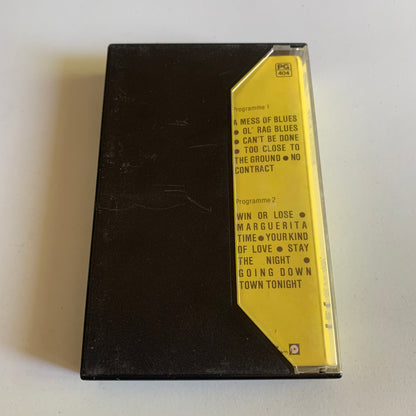 PG
404
Programme 1
A MESS OF BLUES
● OL' RAG BLUES
● CAN'T BE DONE
● TOO CLOSE TO
THE GROUND ● NO
CONTRACT
Programme 2
WIN OR LOSE ●
MARGUERITA
TIME ● YOUR KIND
OF LOVE ● STAY
THE NIGHT ●
GOING DOWN
TOWN TONIGHT